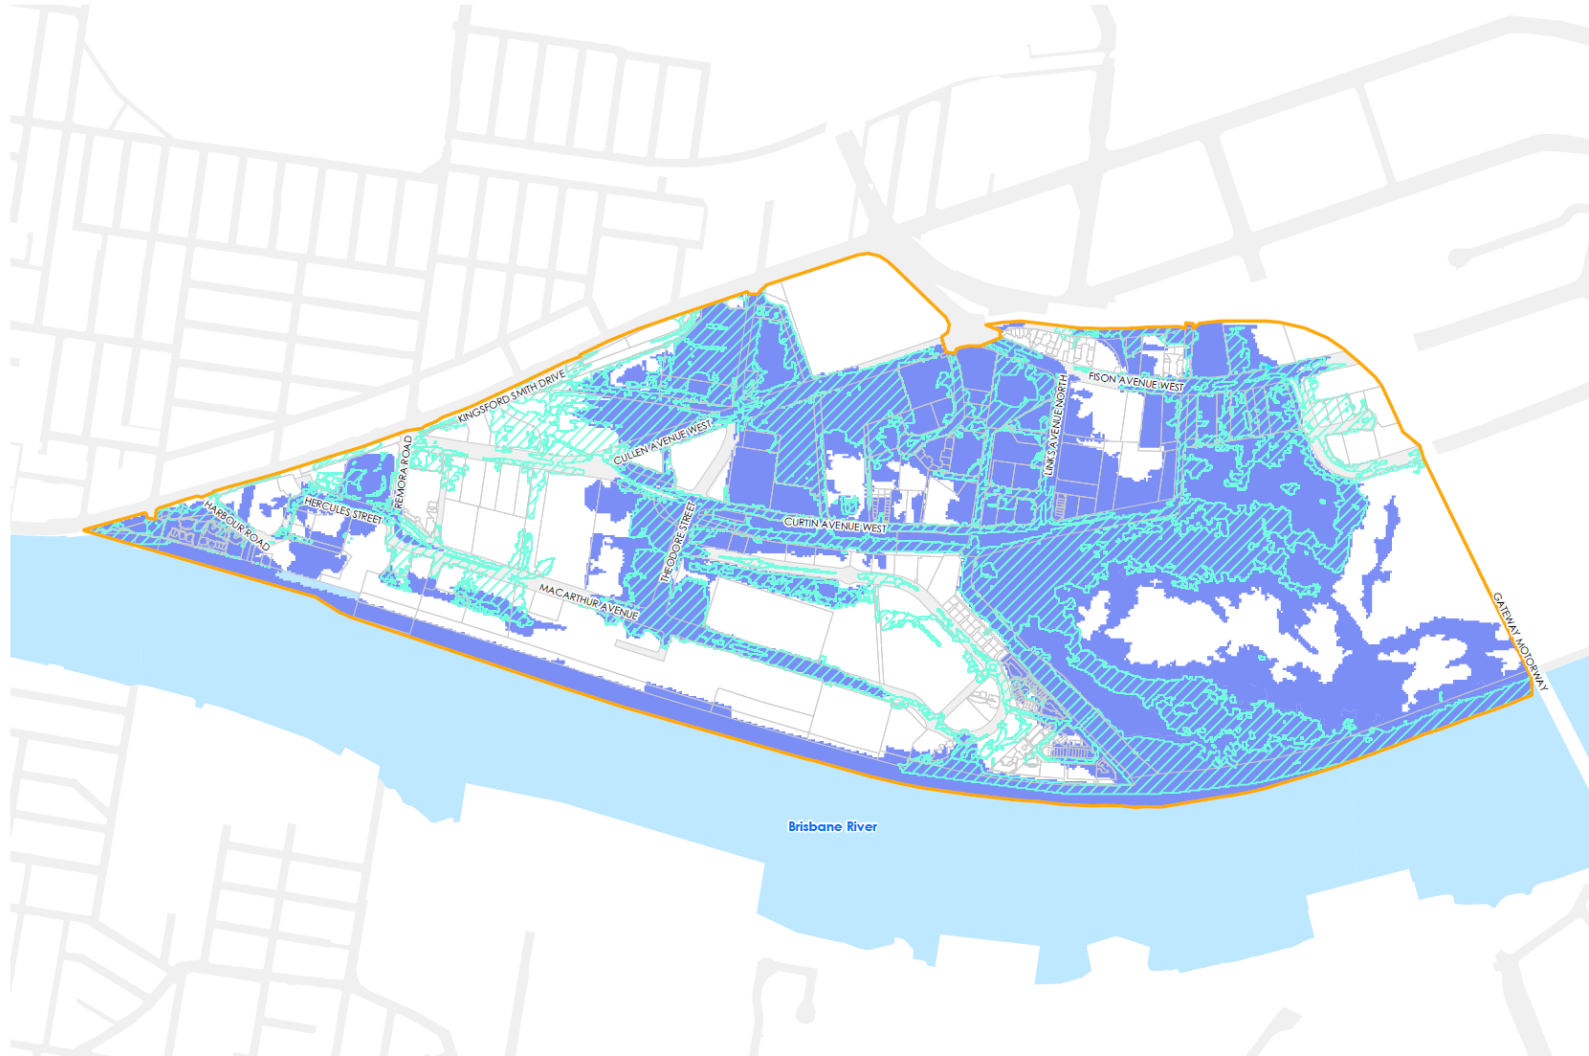 KINGSFORD SMITH DRIVE
FISON AVENUE WEST
LINKS AVENUE NORTH
CULLEN AVENUE WEST
REMORA ROAD
HERCULES STREET
HARBOUR ROAD
CURTIN AVENUE WEST
THEODORE STREET
MACARTHUR AVENUE
GATEWAY MOTORWAY
Brisbane River